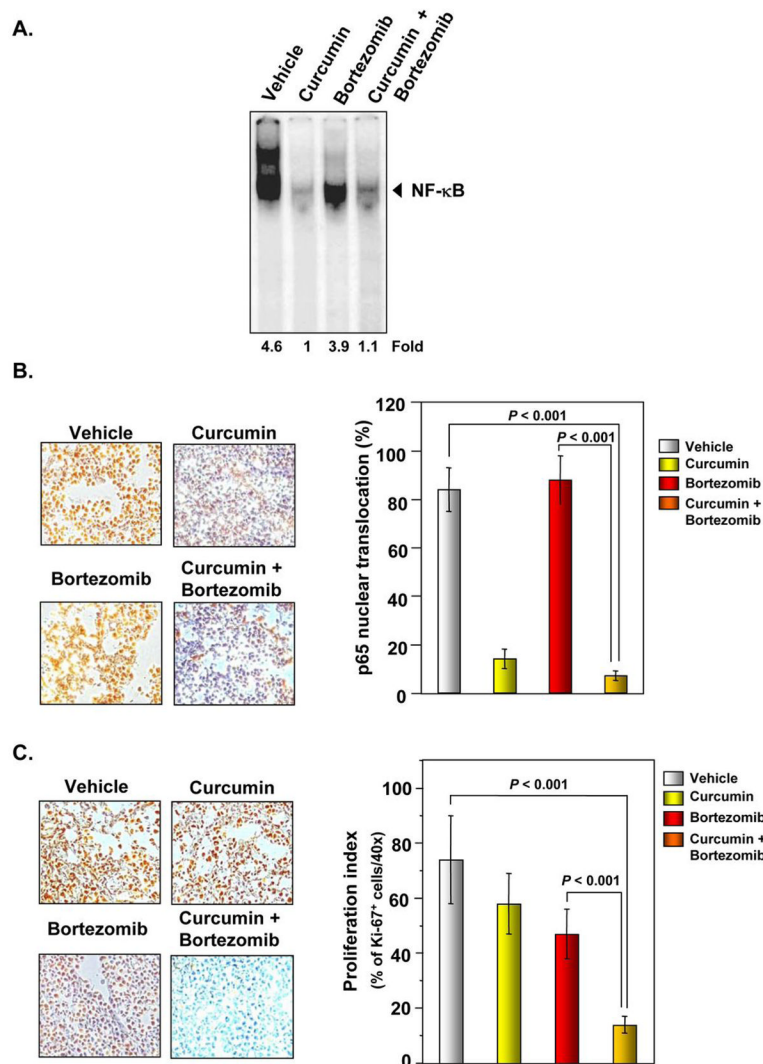 A.
Vehicle
Curcumin
Bortezomib
Curcumin +
Bortezomib
NF-κB
4.6 1 3.9 1.1 Fold
B.
Vehicle
Curcumin
Bortezomib
Curcumin +
Bortezomib
p65 nuclear translocation (%)
120
100
80
60
40
20
0
P < 0.001
P < 0.001
Vehicle
Curcumin
Bortezomib
Curcumin +
Bortezomib
C.
Vehicle
Curcumin
Bortezomib
Curcumin +
Bortezomib
Proliferation index
(% of Ki-67⁺ cells/40x)
100
80
60
40
20
0
P < 0.001
P < 0.001
Vehicle
Curcumin
Bortezomib
Curcumin +
Bortezomib